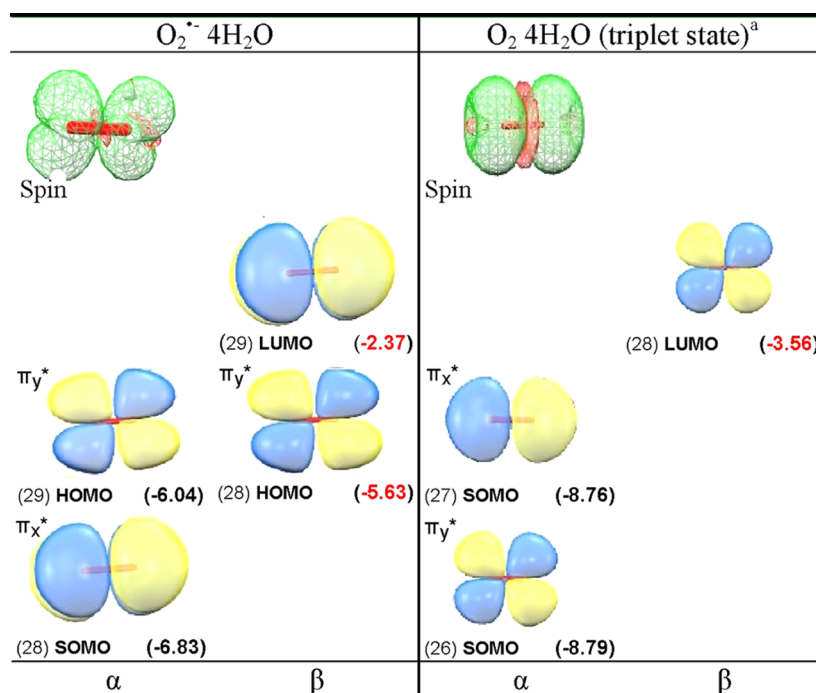 O₂•- 4H₂O
O₂ 4H₂O (triplet state)ᵃ
Spin
Spin
(29) LUMO (-2.37)
(28) LUMO (-3.56)
πy*
πy*
πx*
(29) HOMO (-6.04)
(28) HOMO (-5.63)
(27) SOMO (-8.76)
πx*
πy*
(28) SOMO (-6.83)
(26) SOMO (-8.79)
α
β
α
β